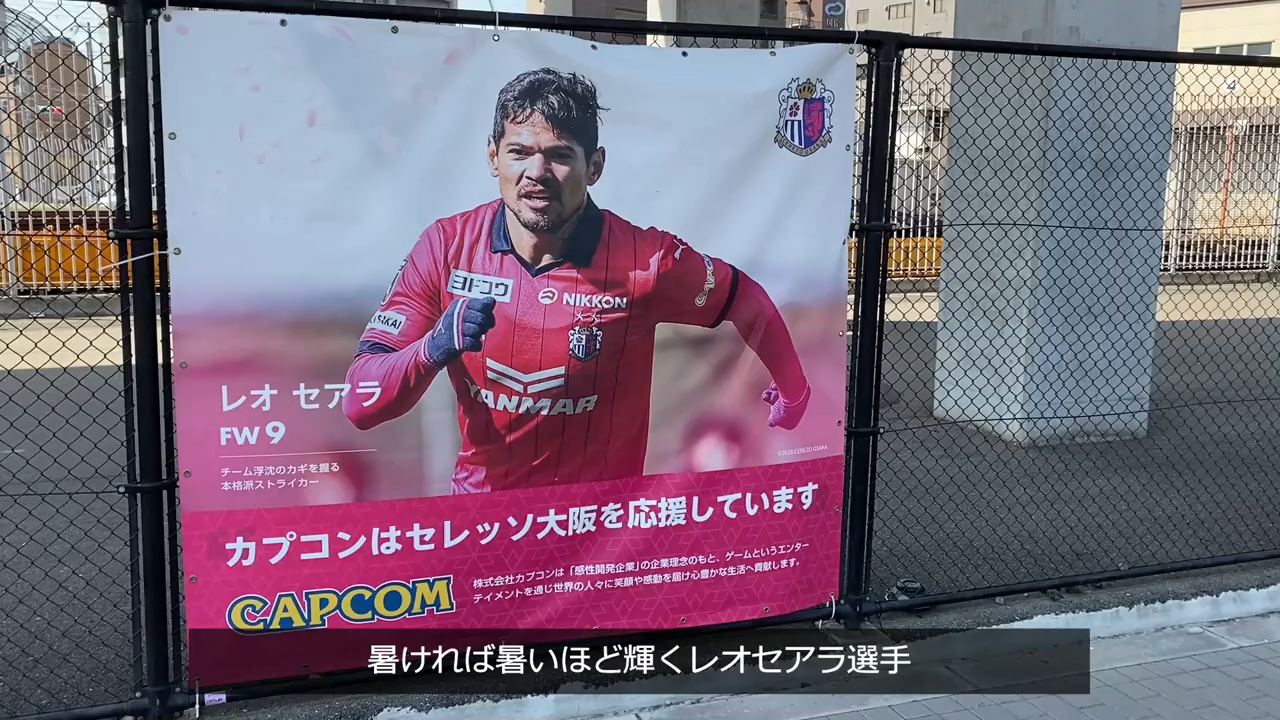 ヨドコウ
NIKKON
CAPCOM
YANMAR
レオ セアラ
FW 9
チーム浮沈のカギを握る
本格派ストライカー
カプコンはセレッソ大阪を応援しています
CAPCOM
株式会社カプコンは「感性開発企業」の企業理念のもと、ゲームというエンター
テイメントを通じ世界の人々に笑顔や感動を届け心豊かな生活へ貢献します。
暑ければ暑いほど輝くレオセアラ選手